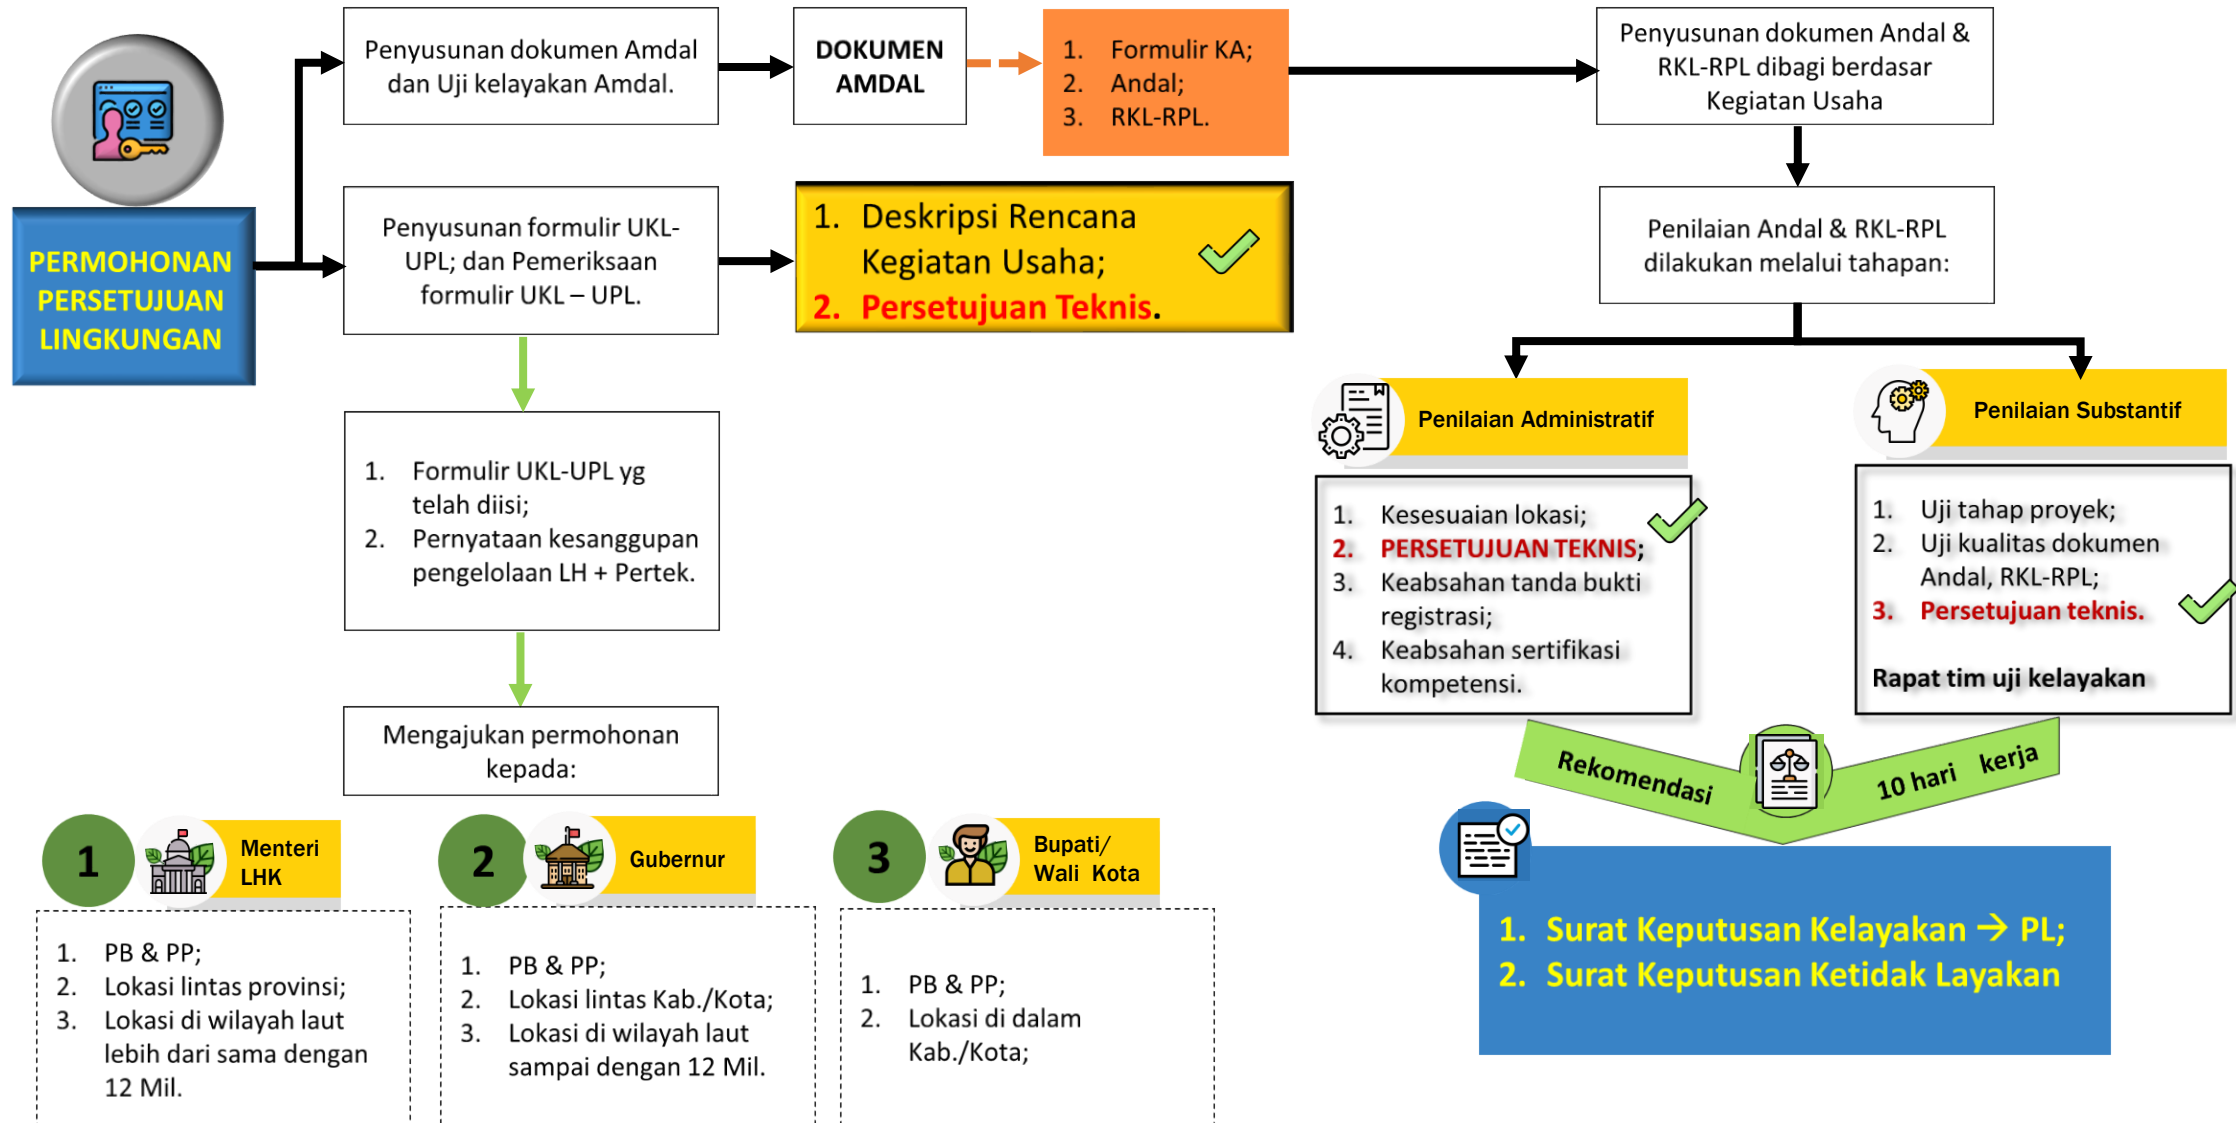 PERMOHONAN
PERSETUJUAN
LINGKUNGAN
Penyusunan dokumen Amdal
dan Uji kelayakan Amdal.
DOKUMEN
AMDAL
1. Formulir KA;
2. Andal;
3. RKL-RPL.
Penyusunan dokumen Andal &
RKL-RPL dibagi berdasar
Kegiatan Usaha
Penyusunan formulir UKL-
UPL; dan Pemeriksaan
formulir UKL – UPL.
1. Deskripsi Rencana
Kegiatan Usaha;
2. Persetujuan Teknis.
Penilaian Andal & RKL-RPL
dilakukan melalui tahapan:
Penilaian Administratif
1. Kesesuaian lokasi;
2. PERSETUJUAN TEKNIS;
3. Keabsahan tanda bukti
registrasi;
4. Keabsahan sertifikasi
kompetensi.
Penilaian Substantif
1. Uji tahap proyek;
2. Uji kualitas dokumen
Andal, RKL-RPL;
3. Persetujuan teknis.
Rapat tim uji kelayakan
Rekomendasi
10 hari kerja
1. Surat Keputusan Kelayakan → PL;
2. Surat Keputusan Ketidak Layakan
1. Formulir UKL-UPL yg
telah diisi;
2. Pernyataan kesanggupan
pengelolaan LH + Pertek.
Mengajukan permohonan
kepada:
1
Menteri
LHK
1. PB & PP;
2. Lokasi lintas provinsi;
3. Lokasi di wilayah laut
lebih dari sama dengan
12 Mil.
2
Gubernur
1. PB & PP;
2. Lokasi lintas Kab./Kota;
3. Lokasi di wilayah laut
sampai dengan 12 Mil.
3
Bupati/
Wali Kota
1. PB & PP;
2. Lokasi di dalam
Kab./Kota;